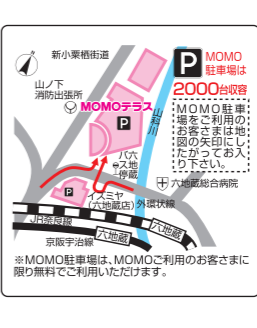 新小栗栖街道
山ノ下
消防出張所
MOMOテラス
P
山科川
バス停
六地蔵
P
イズミヤ
(六地蔵店)
外環状線
六地蔵総合病院
JR奈良線
六地蔵
京阪宇治線
六地蔵
P
MOMO
駐車場は
2000台収容
MOMO駐車
場をご利用の
お客さまは地
図の矢印にし
たがってお入
り下さい。
※MOMO駐車場は、MOMOご利用のお客さまに
限り無料でご利用いただけます。